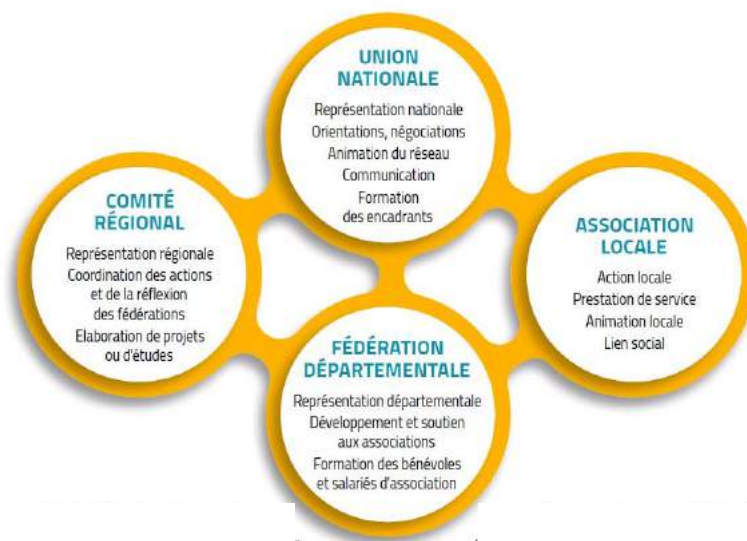 UNION
NATIONALE
Représentation nationale
Orientations, négociations
Animation du réseau
Communication
Formation
des encadrants
COMITÉ
RÉGIONAL
Représentation régionale
Coordination des actions
et de la réflexion
des fédérations
Elaboration de projets
ou d'études
ASSOCIATION
LOCALE
Action locale
Prestation de service
Animation locale
Lien social
FÉDÉRATION
DÉPARTEMENTALE
Représentation départementale
Développement et soutien
aux associations
Formation des bénévoles
et salariés d'association